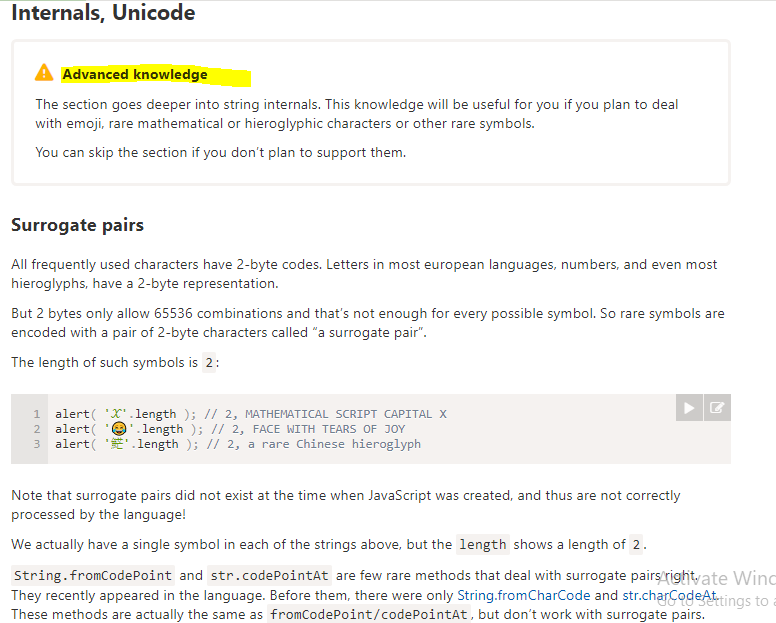 Internals, Unicode
Advanced knowledge
The section goes deeper into string internals. This knowledge will be useful for you if you plan to deal
with emoji, rare mathematical or hieroglyphic characters or other rare symbols.
You can skip the section if you don’t plan to support them.
Surrogate pairs
All frequently used characters have 2-byte codes. Letters in most european languages, numbers, and even most
hieroglyphs, have a 2-byte representation.
But 2 bytes only allow 65536 combinations and that’s not enough for every possible symbol. So rare symbols are
encoded with a pair of 2-byte characters called “a surrogate pair”.
The length of such symbols is 2:
1 alert( '𝒳'.length ); // 2, MATHEMATICAL SCRIPT CAPITAL X
2 alert( '😂'.length ); // 2, FACE WITH TEARS OF JOY
3 alert( '𩷶'.length ); // 2, a rare Chinese hieroglyph
Note that surrogate pairs did not exist at the time when JavaScript was created, and thus are not correctly
processed by the language!
We actually have a single symbol in each of the strings above, but the length shows a length of 2.
String.fromCodePoint and str.codePointAt are few rare methods that deal with surrogate pairs right.
They recently appeared in the language. Before them, there were only String.fromCharCode and str.charCodeAt.
These methods are actually the same as fromCodePoint/codePointAt, but don’t work with surrogate pairs.
Activate Wind
Go to Settings to a